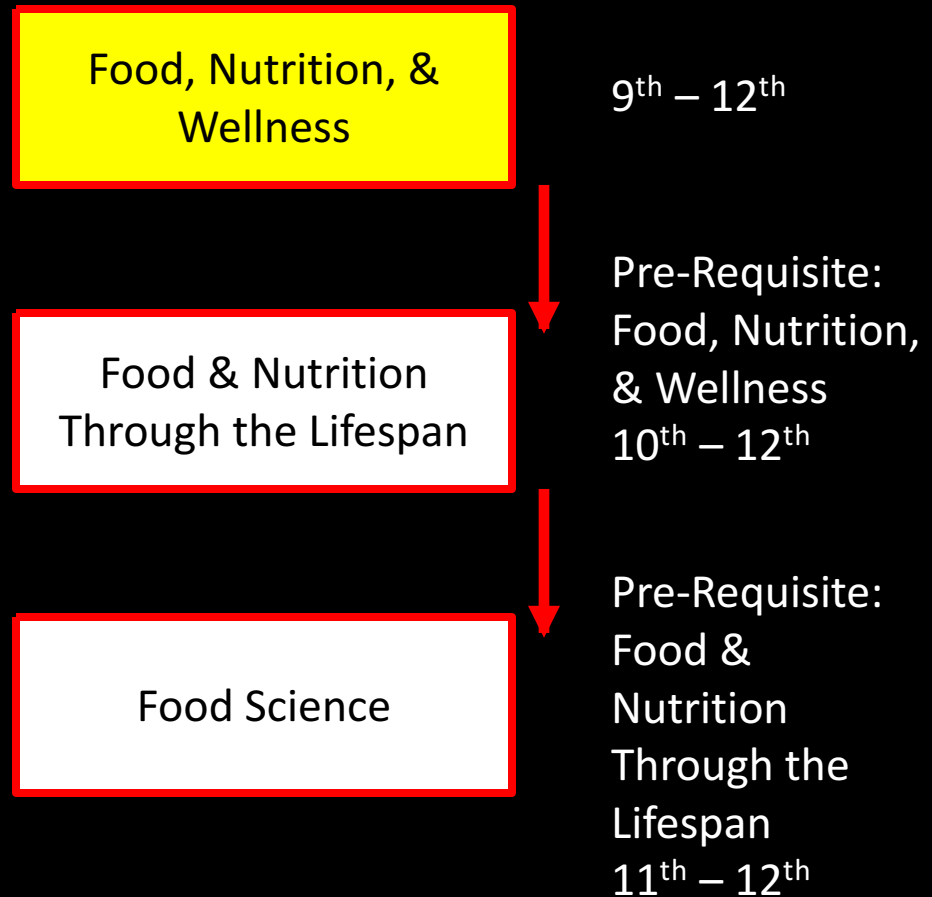 Food, Nutrition, &
Wellness
9th – 12th
Food & Nutrition
Through the Lifespan
Pre-Requisite:
Food, Nutrition,
& Wellness
10th – 12th
Food Science
Pre-Requisite:
Food &
Nutrition
Through the
Lifespan
11th – 12th